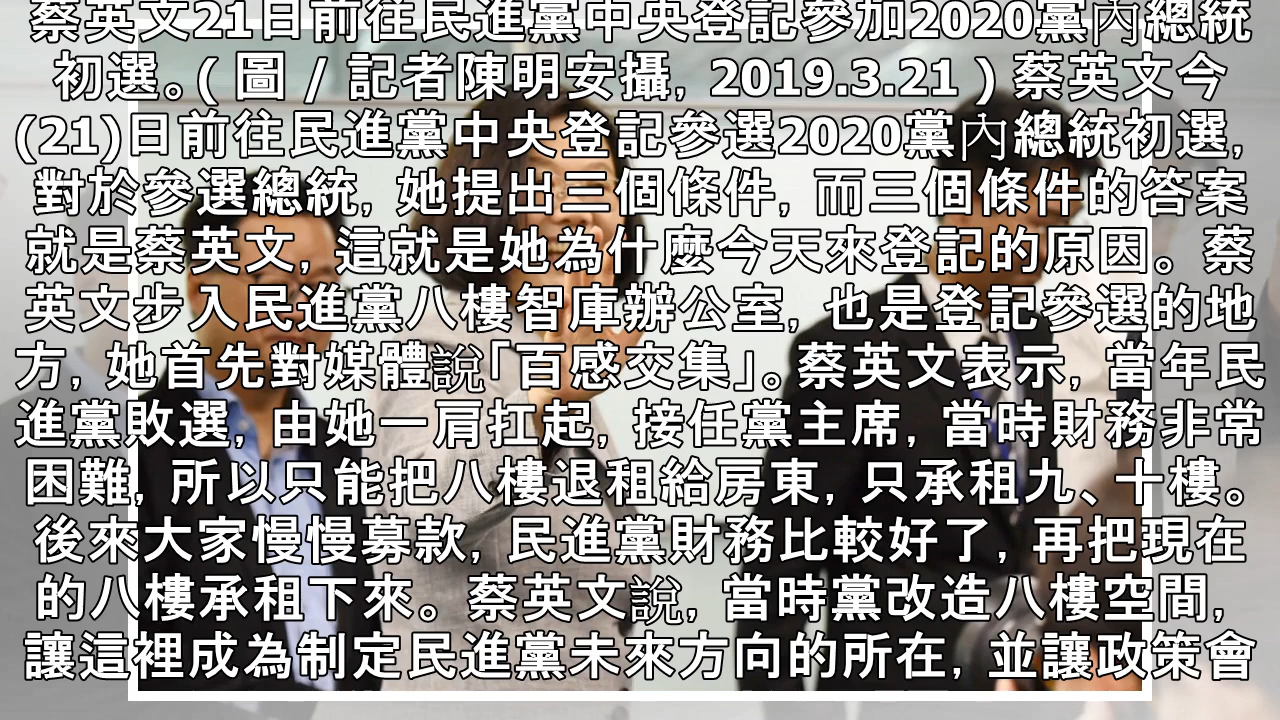 蔡英文21日前往民進黨中央登記參加2020黨內總統
初選。( 圖 / 記者陳明安攝, 2019.3.21 ) 蔡英文今
(21)日前往民進黨中央登記參選2020黨內總統初選,
對於參選總統, 她提出三個條件, 而三個條件的答案
就是蔡英文, 這就是她為什麼今天來登記的原因。蔡
英文步入民進黨八樓智庫辦公室, 也是登記參選的地
方, 她首先對媒體說「百感交集」。蔡英文表示, 當年民
進黨敗選, 由她一肩扛起, 接任黨主席, 當時財務非常
困難, 所以只能把八樓退租給房東, 只承租九、十樓。
後來大家慢慢募款, 民進黨財務比較好了, 再把現在
的八樓承租下來。蔡英文說, 當時黨改造八樓空間,
讓這裡成為制定民進黨未來方向的所在, 並讓政策會